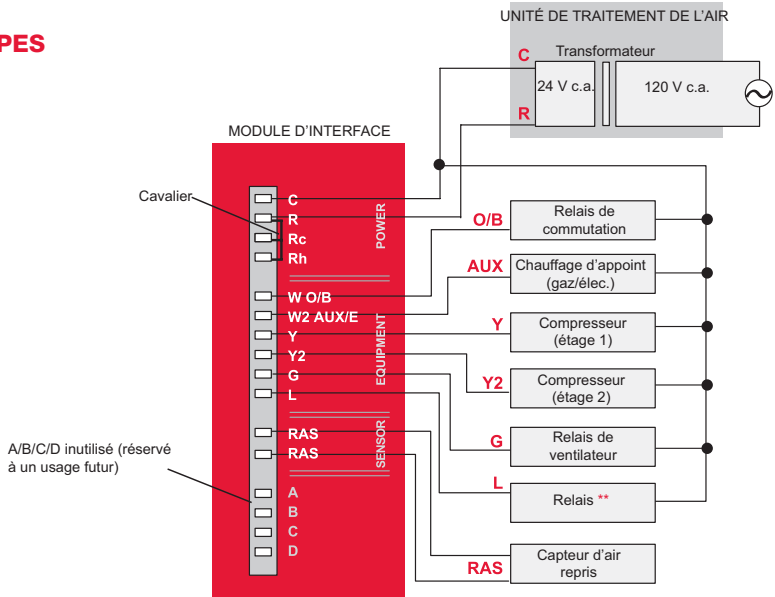 PES
UNITÉ DE TRAITEMENT DE L'AIR
Transformateur
C
24 V c.a.
120 V c.a.
R
MODULE D'INTERFACE
Cavalier
C
R
Rc
Rh
POWER
W O/B
W2 AUX/E
Y
Y2
G
L
EQUIPMENT
RAS
RAS
SENSOR
A
B
C
D
A/B/C/D inutilisé (réservé
à un usage futur)
O/B
Relais de
commutation
AUX
Chauffage d'appoint
(gaz/élec.)
Y
Compresseur
(étage 1)
Y2
Compresseur
(étage 2)
G
Relais de
ventilateur
L
Relais **
RAS
Capteur d'air
repris